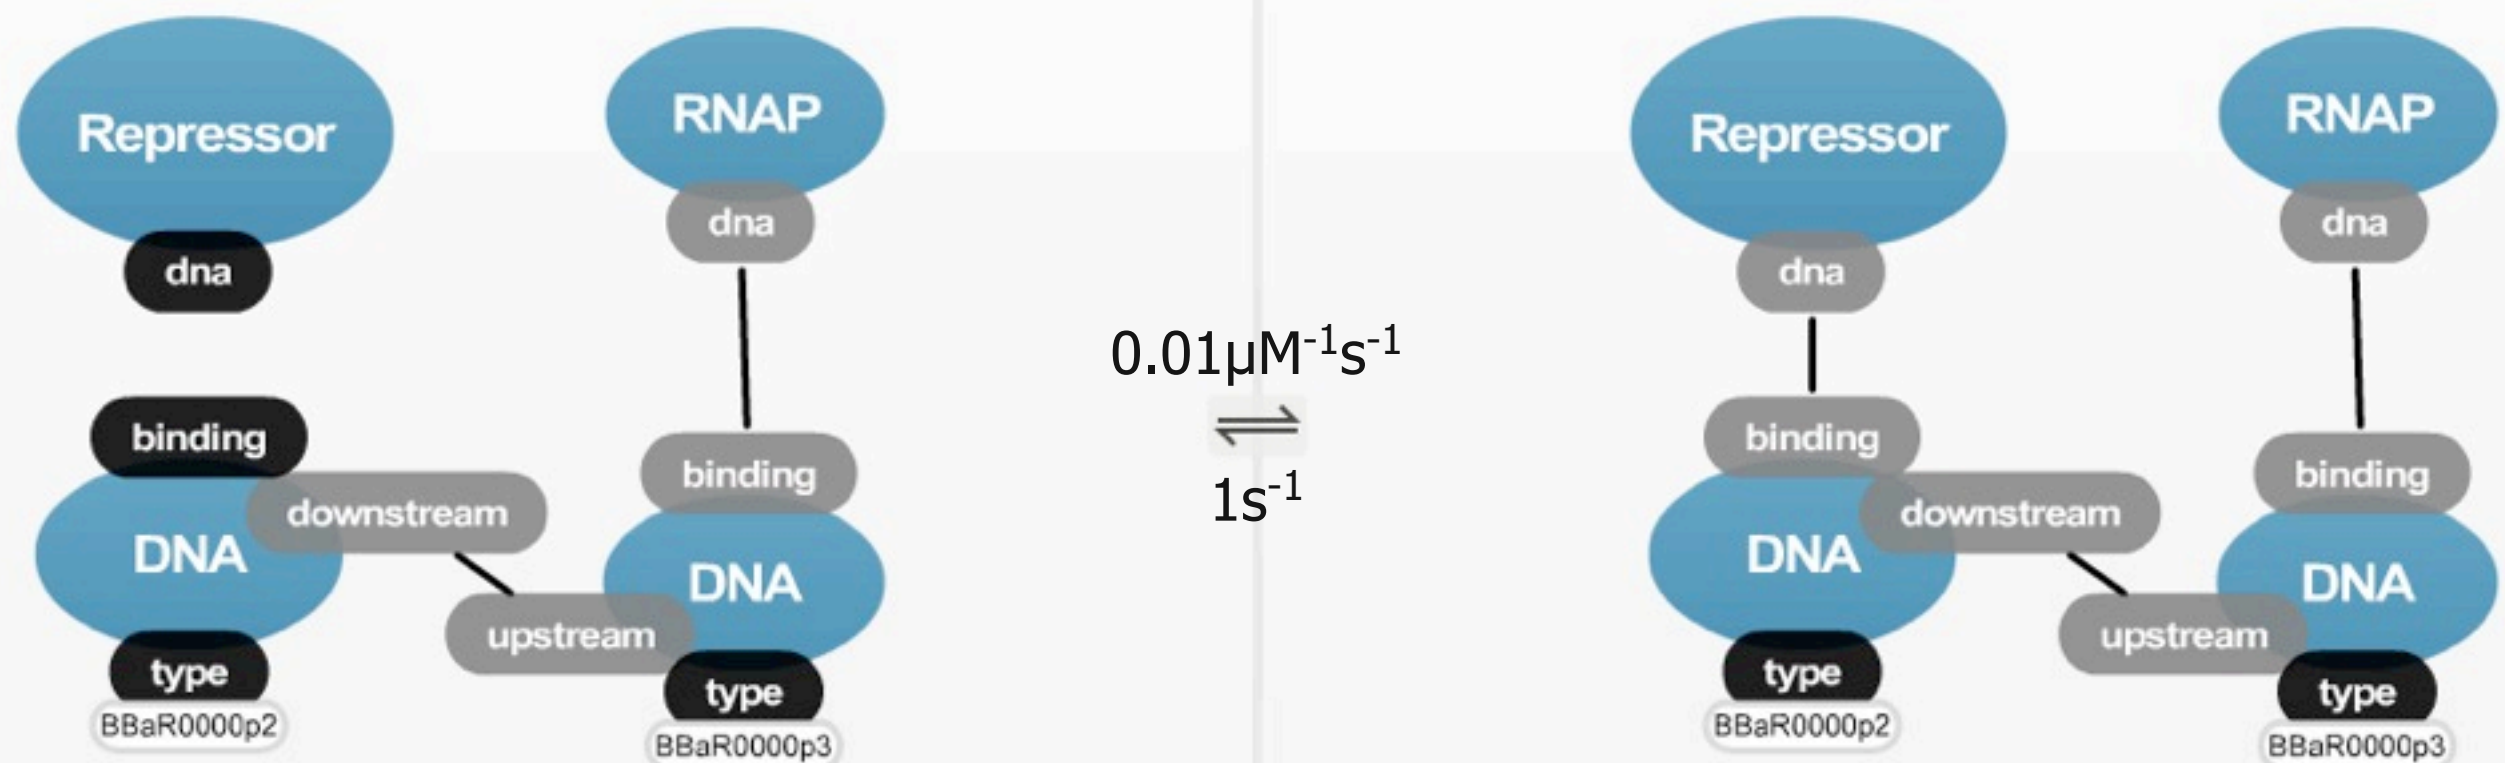 Repressor
dna
RNAP
dna
binding
DNA
downstream
type
BBaR0000p2
binding
DNA
upstream
type
BBaR0000p3
0.01µM⁻¹s⁻¹
⇌
1s⁻¹
Repressor
dna
RNAP
dna
binding
DNA
downstream
type
BBaR0000p2
binding
DNA
upstream
type
BBaR0000p3